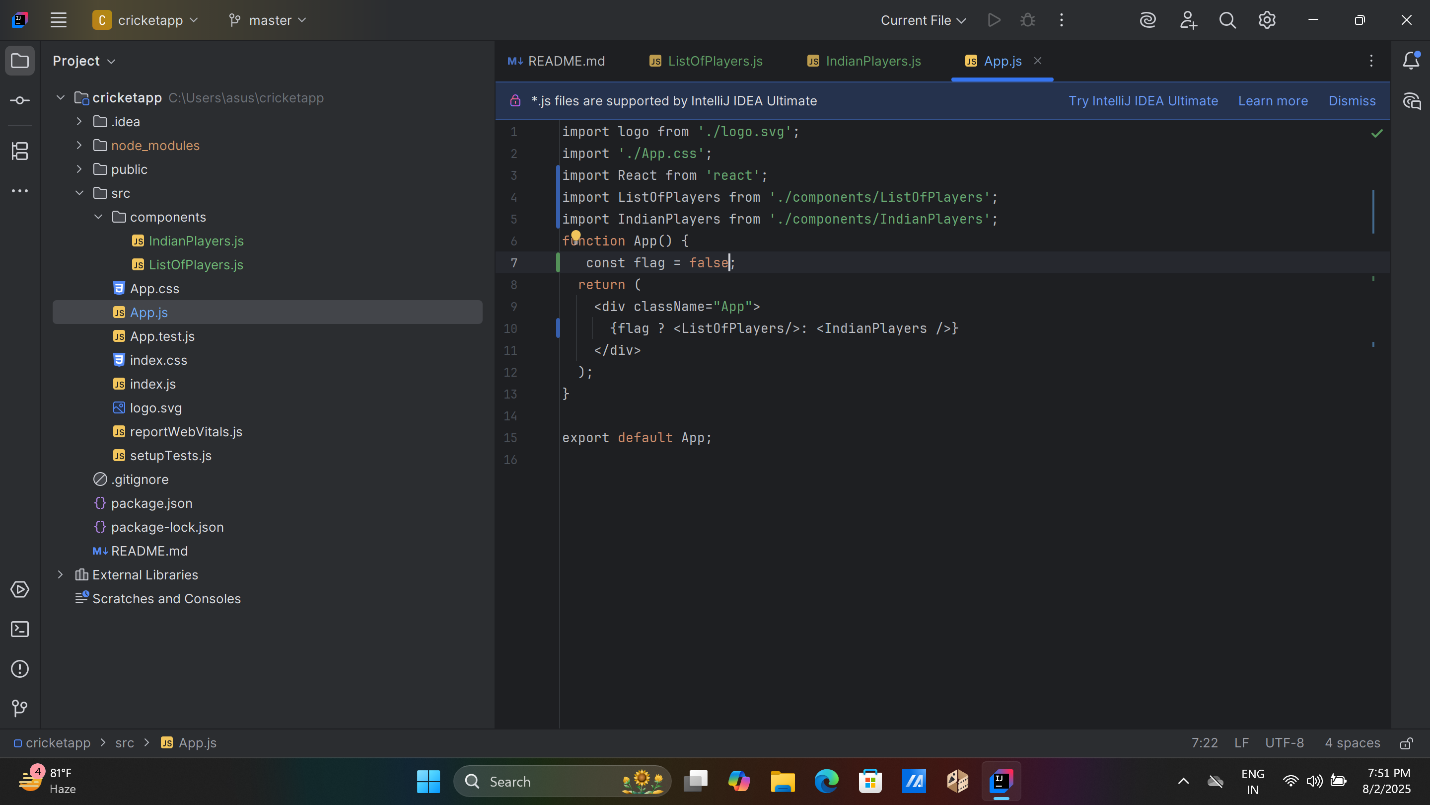 cricketapp
master
Current File
Project
README.md
ListOfPlayers.js
IndianPlayers.js
App.js
cricketapp C:\Users\asus\cricketapp
.idea
node_modules
public
src
components
IndianPlayers.js
ListOfPlayers.js
App.css
App.js
App.test.js
index.css
index.js
logo.svg
reportWebVitals.js
setupTests.js
.gitignore
package.json
package-lock.json
README.md
External Libraries
Scratches and Consoles
*.js files are supported by IntelliJ IDEA Ultimate
Try IntelliJ IDEA Ultimate Learn more Dismiss
1 import logo from './logo.svg';
2 import './App.css';
3 import React from 'react';
4 import ListOfPlayers from './components/ListOfPlayers';
5 import IndianPlayers from './components/IndianPlayers';
6 function App() {
7 const flag = false;
8 return (
9 <div className="App">
10 {flag ? <ListOfPlayers/>: <IndianPlayers />}
11 </div>
12 );
13 }
14
15 export default App;
16
cricketapp > src > App.js
7:22 LF UTF-8 4 spaces
4
81°F
Haze
Search
ENG
IN
7:51 PM
8/2/2025